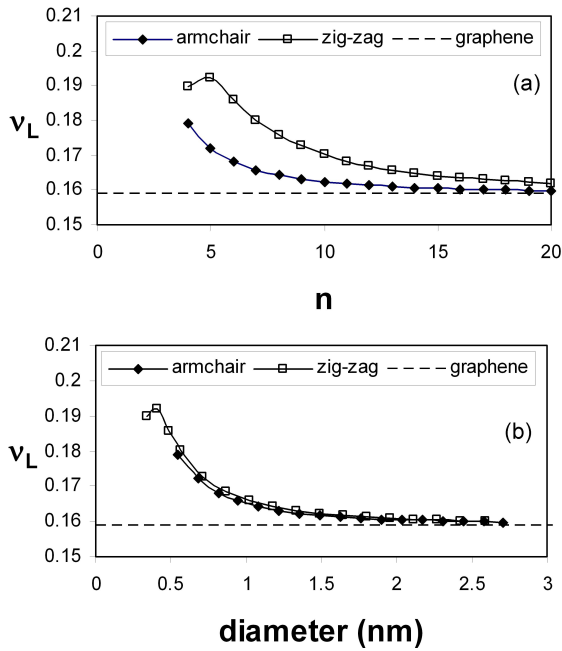 0.21
armchair zig-zag graphene
0.2
0.19
(a)
0.18
νL
0.17
0.16
0.15
0 5 10 15 20
n
0.21
armchair zig-zag graphene
0.2
0.19
(b)
0.18
νL
0.17
0.16
0.15
0 0.5 1 1.5 2 2.5 3
diameter (nm)